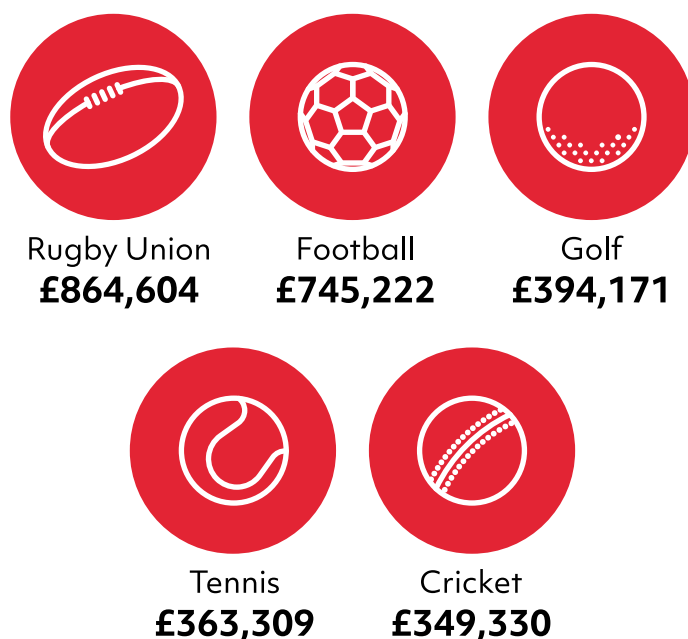 Rugby Union
£864,604
Football
£745,222
Golf
£394,171
Tennis
£363,309
Cricket
£349,330